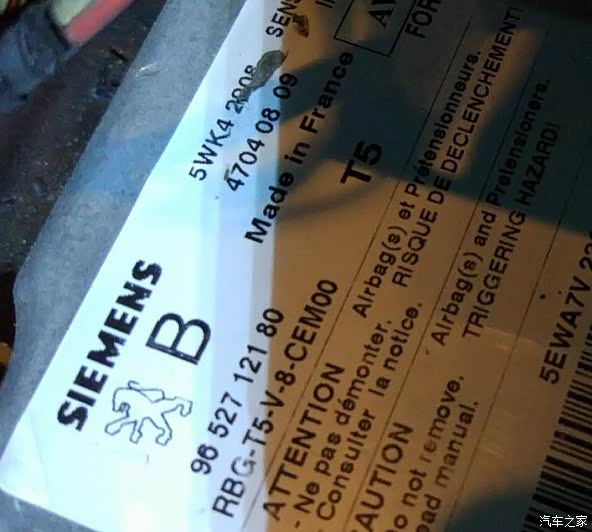 SIEMENS
B
5WK4
4704 08 09
Made in France
96 527 121 80
RBG-T5-V-8-CEM00
T5
ATTENTION
- Ne pas démonter.
Consulter la notice.
Airbag(s) et Prétensionneurs.
RISQUE DE DECLENCHEMENT!
AUTION
o not remove.
ead manual.
Airbag(s) and Pretensioners.
TRIGGERING HAZARD!
5EWA7V
汽车之家